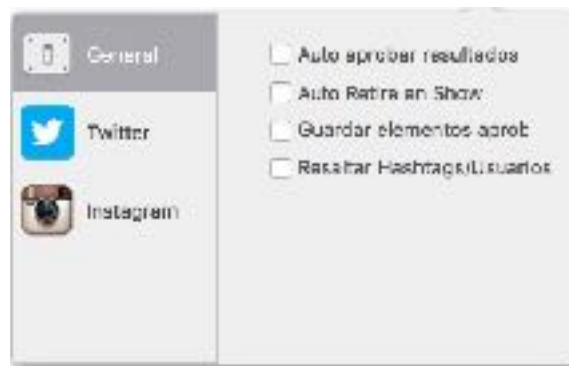 General
Twitter
Instagram
Auto aprobar resultados
Auto Retira en Show
Guardar elementos aprob
Resaltar Hashtags/Usuarios